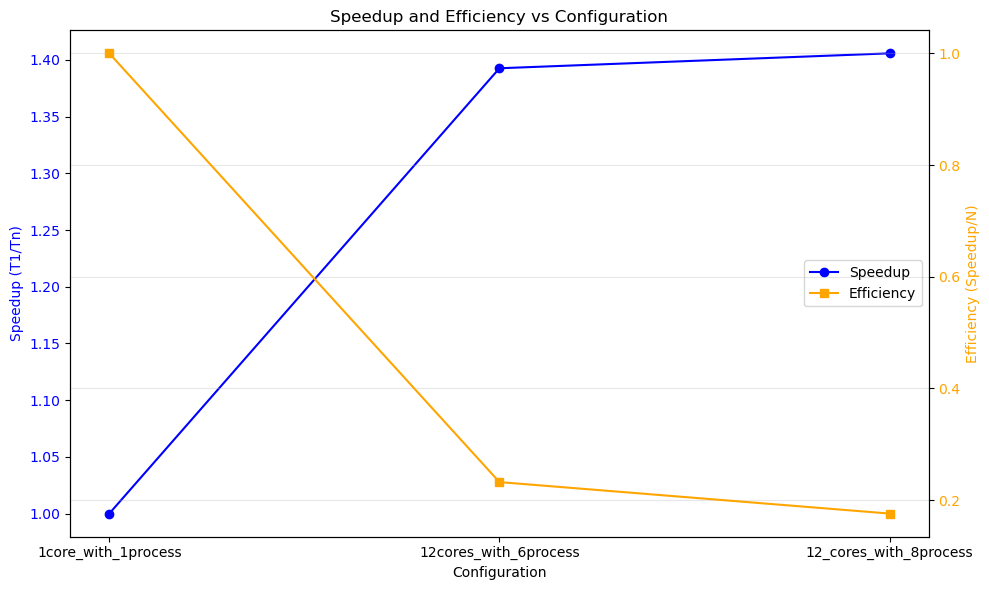 Speedup and Efficiency vs Configuration
1.40
1.35
1.30
1.25
1.20
1.15
1.10
1.05
1.00
Speedup (T1/Tn)
1.0
0.8
0.6
0.4
0.2
Efficiency (Speedup/N)
Speedup
Efficiency
1core_with_1process
12cores_with_6process
12_cores_with_8process
Configuration